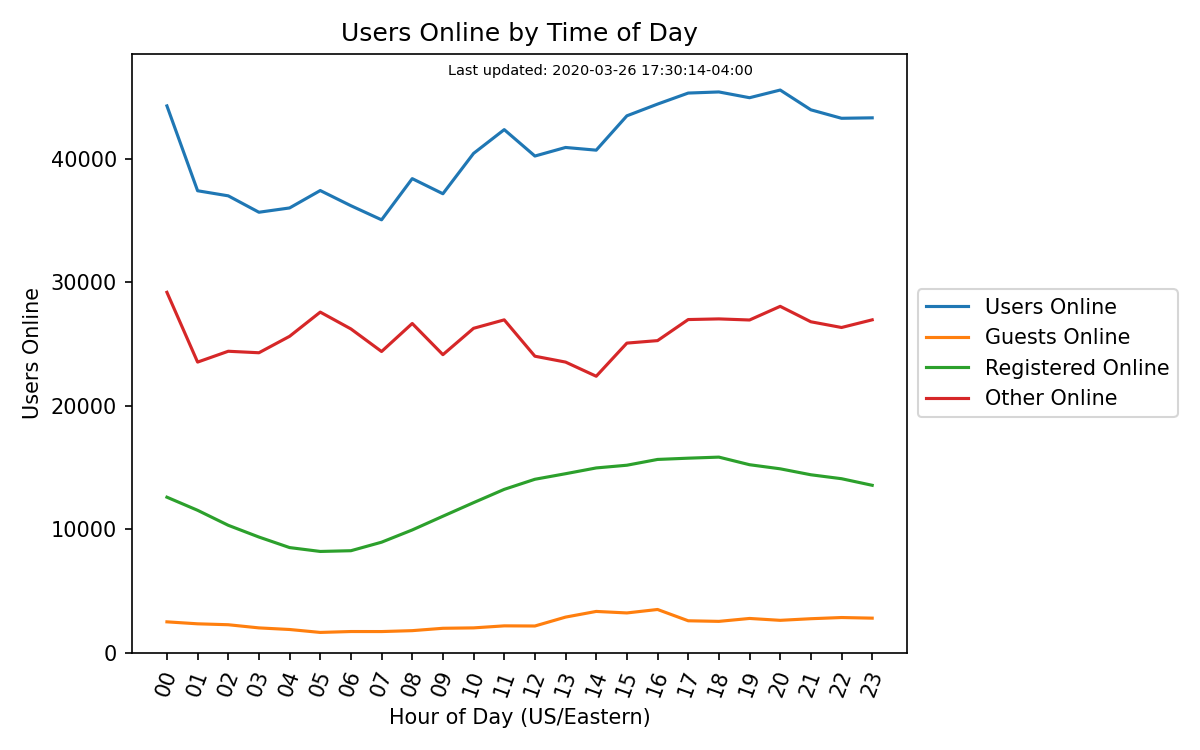 Users Online by Time of Day
Last updated: 2020-03-26 17:30:14-04:00
Users Online
40000
30000
20000
10000
0
00 01 02 03 04 05 06 07 08 09 10 11 12 13 14 15 16 17 18 19 20 21 22 23
Hour of Day (US/Eastern)
Users Online
Guests Online
Registered Online
Other Online